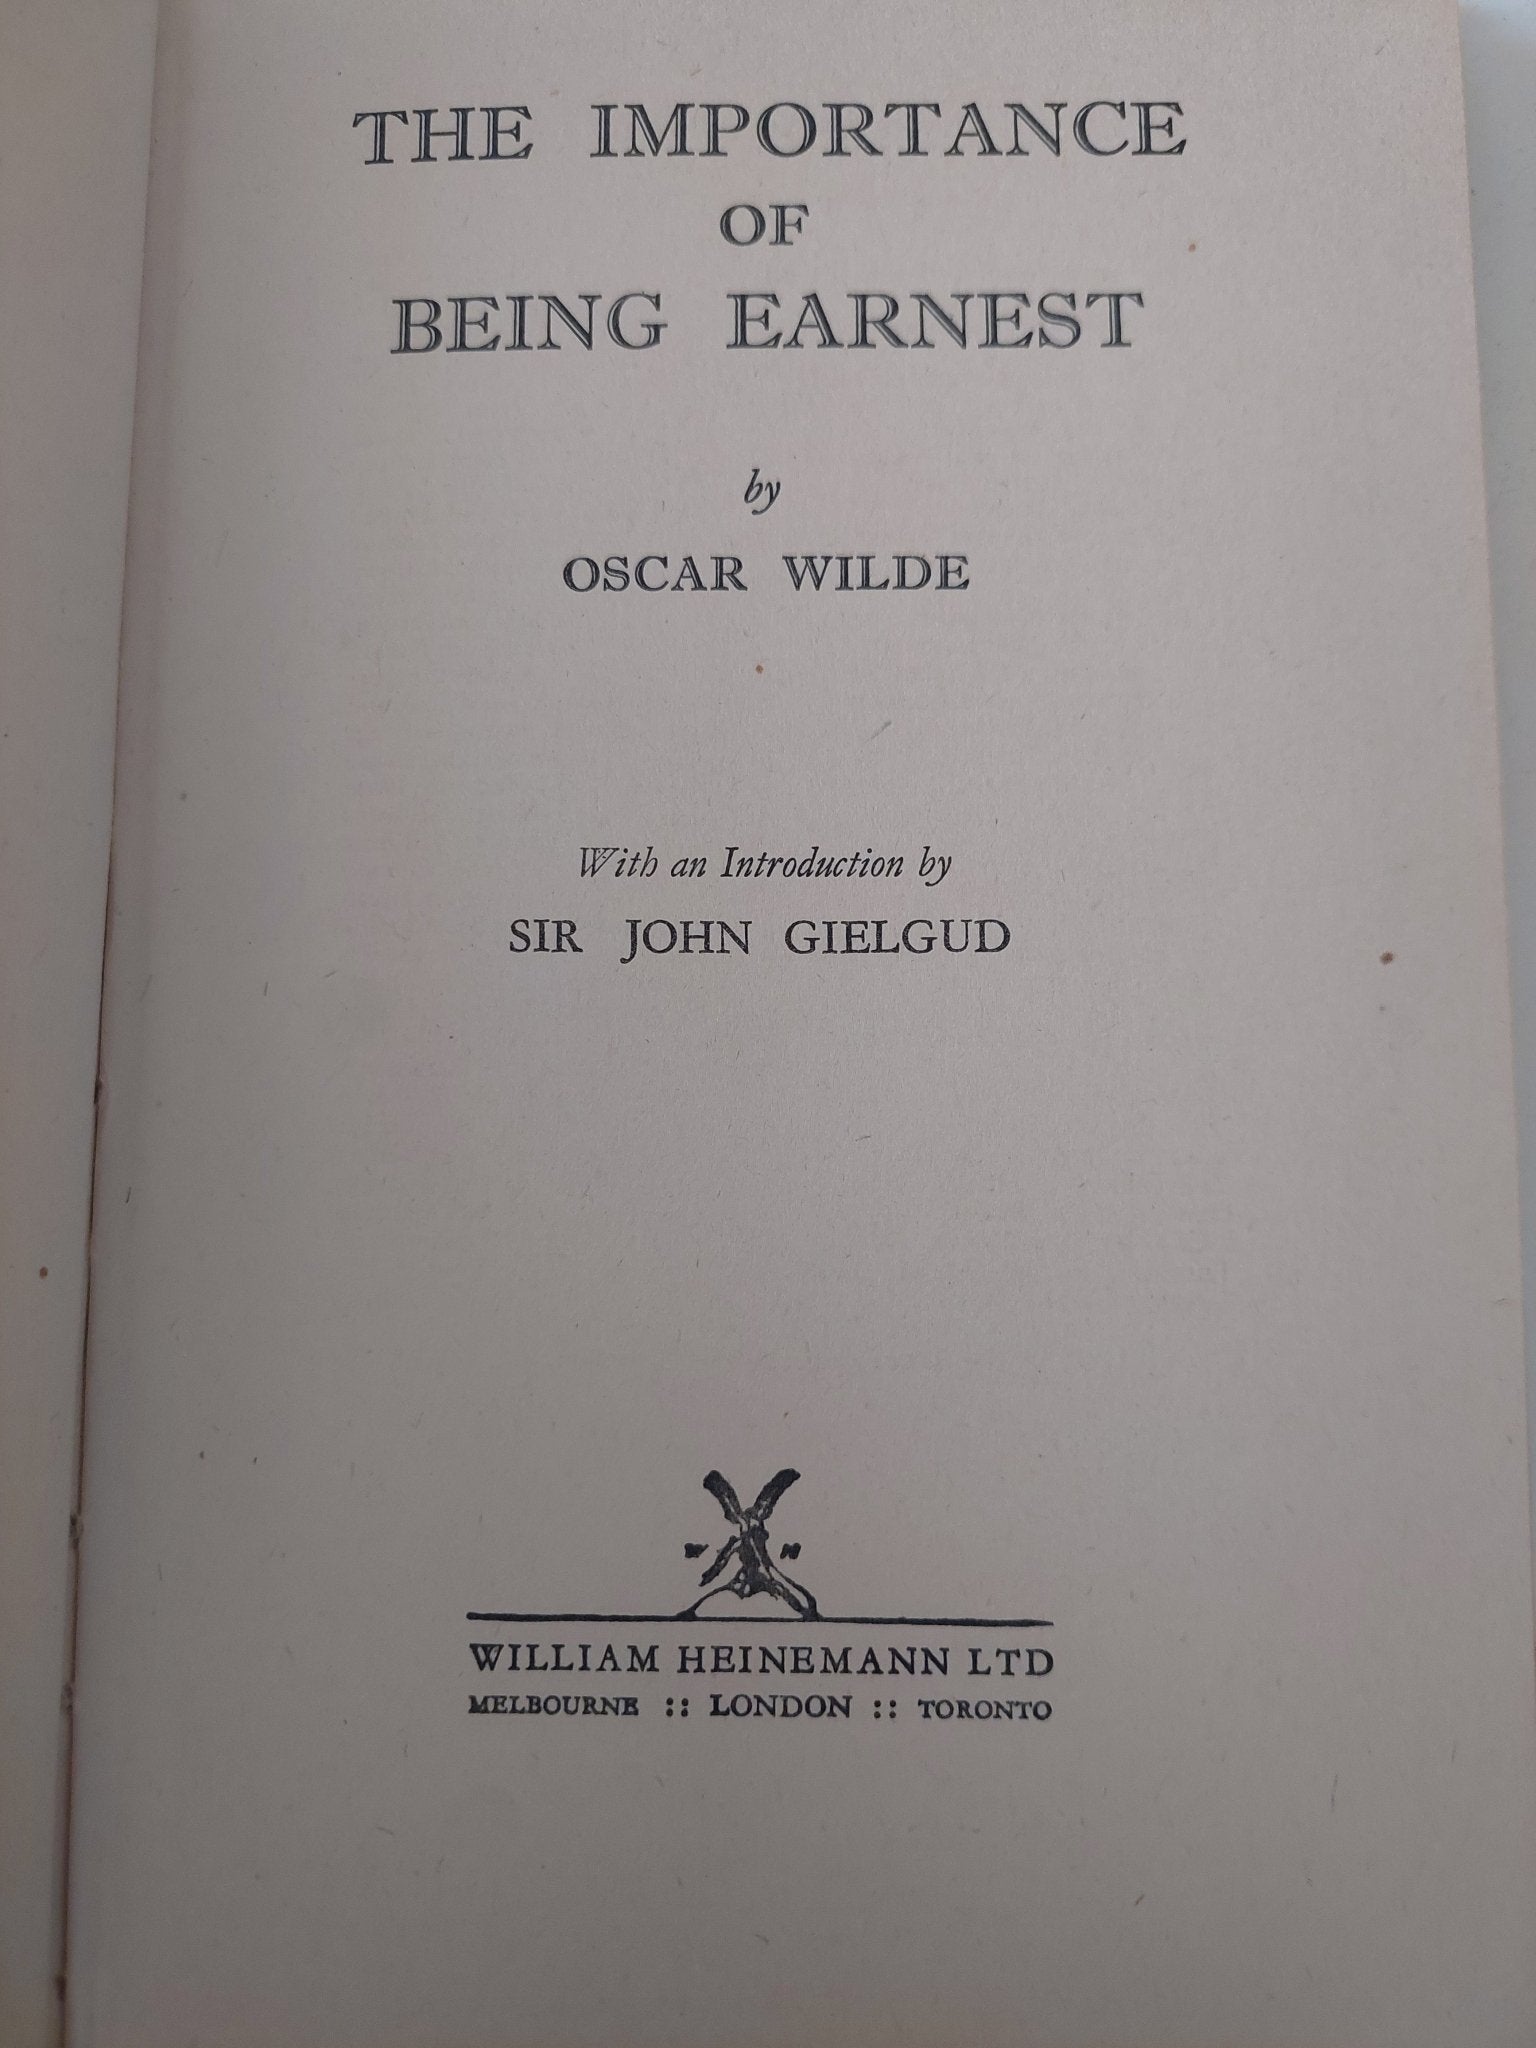 THE IMPORTANCE
OF
BEING EARNEST
by
OSCAR WILDE
With an Introduction by
SIR JOHN GIELGUD
W H
WILLIAM HEINEMANN LTD
MELBOURNE :: LONDON :: TORONTO